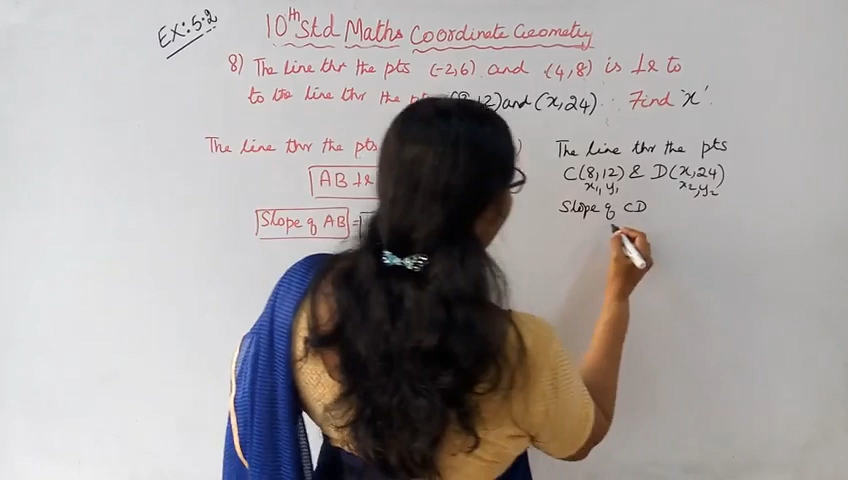 Ex: 5.2
10th Std Maths Coordinate Geometry
8) The line thr the pts (-2,6) and (4,8) is ⊥r to
to the line thr the pts (8,12) and (x,24). Find 'x'.
The line thr the pts
AB ⊥r
Slope of AB =
The line thr the pts
C(8,12) & D(x,24)
x1,y1 x2,y2
Slope of CD